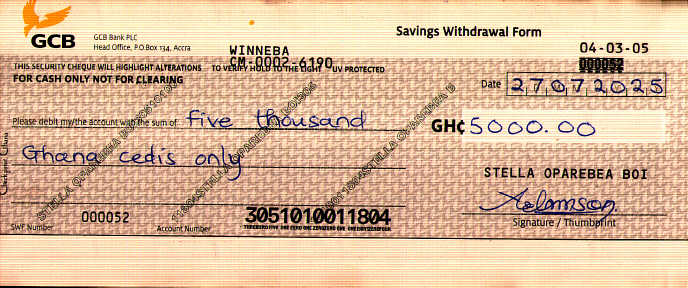 GCB
GCB Bank PLC
Head Office, P.O.Box 134, Accra
Savings Withdrawal Form
WINNEBA
CM-0002-6190
04-03-05
000052
THIS SECURITY CHEQUE WILL HIGHLIGHT ALTERATIONS TO VERIFY HOLD TO THE LIGHT UV PROTECTED
FOR CASH ONLY NOT FOR CLEARING
Date 27072025
Please debit my/the account with the sum of five thousand
GH¢ 5000.00
Ghana cedis only
STELLA OPAREBEA BOI
000052
3051010011804
SWF Number
Account Number
Signature / Thumbprint